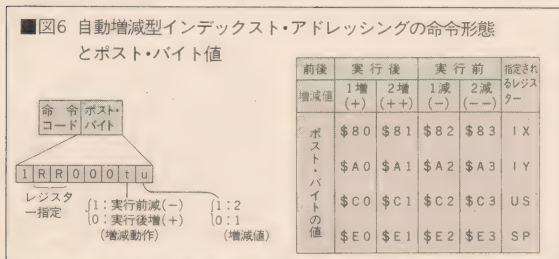 ■図6 自動増減型インデックスト・アドレッシングの命令形態
とポスト・バイト値
命令コード ポスト・バイト
1 R R 0 0 0 t u
レジスター指定
{1:実行前減(−)
0:実行後増(+)
(増減動作)
{1:2
0:1
(増減値)
前後 実行後 実行前 指定されるレジスター
増減値 1増(+) 2増(++) 1減(−) 2減(−−)
ポスト・バイトの値
$80 $81 $82 $83 IX
$A0 $A1 $A2 $A3 IY
$C0 $C1 $C2 $C3 US
$E0 $E1 $E2 $E3 SP